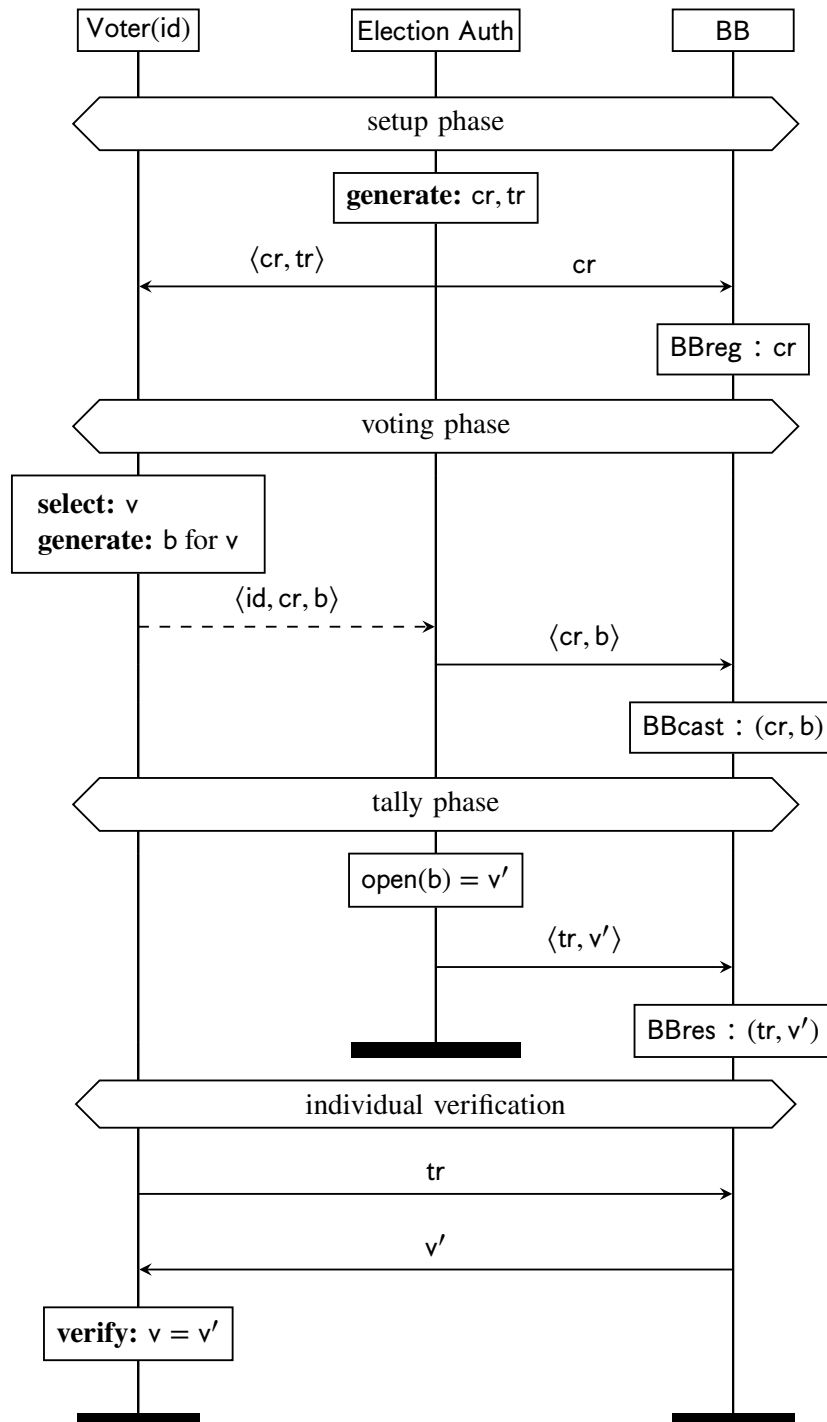 Voter(id) Election Auth BB
setup phase
generate: cr, tr
⟨cr, tr⟩ cr
BBreg : cr
voting phase
select: v
generate: b for v
⟨id, cr, b⟩
⟨cr, b⟩
BBcast : (cr, b)
tally phase
open(b) = v′
⟨tr, v′⟩
BBres : (tr, v′)
individual verification
tr
v′
verify: v = v′